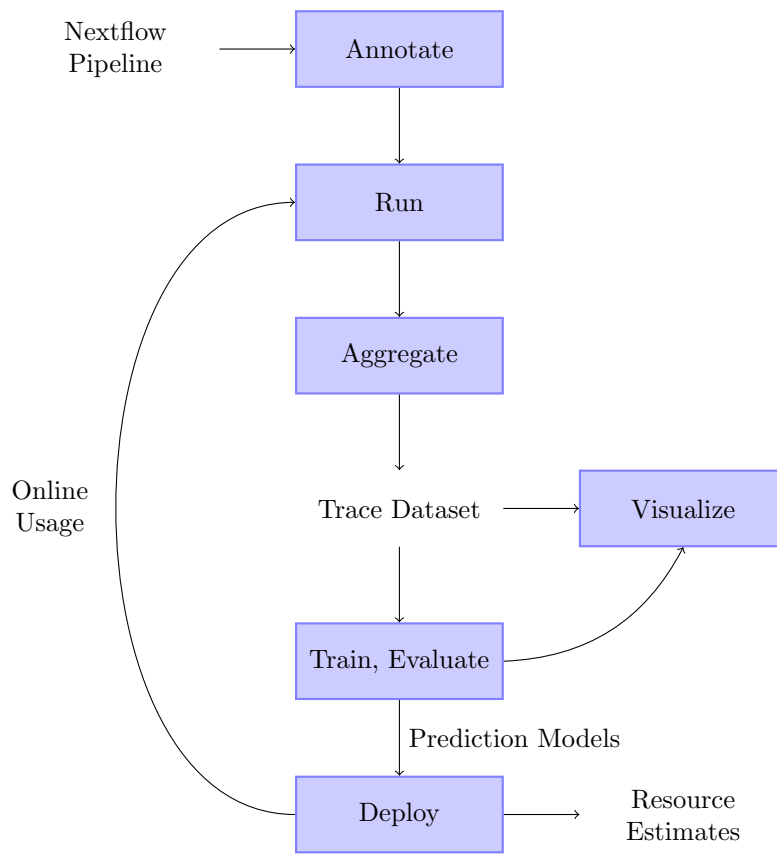 Nextflow
Pipeline
Annotate
Run
Aggregate
Online
Usage
Trace Dataset
Visualize
Train, Evaluate
Prediction Models
Deploy
Resource
Estimates